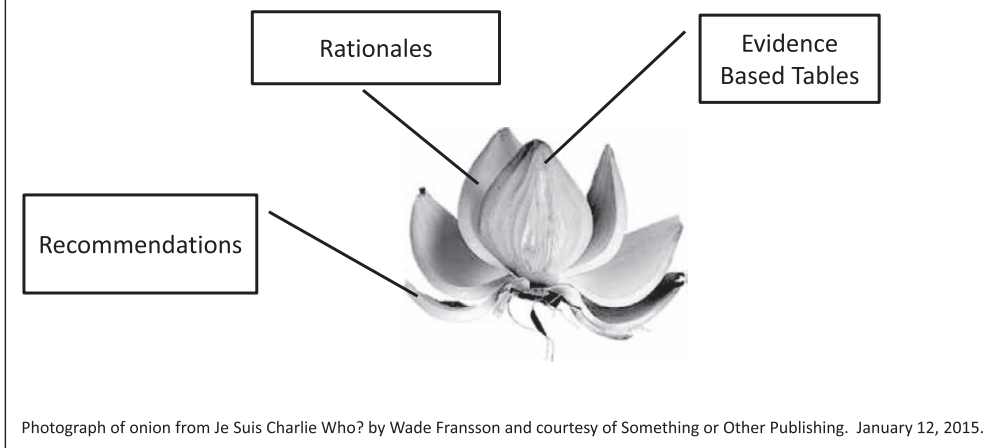 Rationales
Evidence
Based Tables
Recommendations
Photograph of onion from Je Suis Charlie Who? by Wade Fransson and courtesy of Something or Other Publishing.  January 12, 2015.